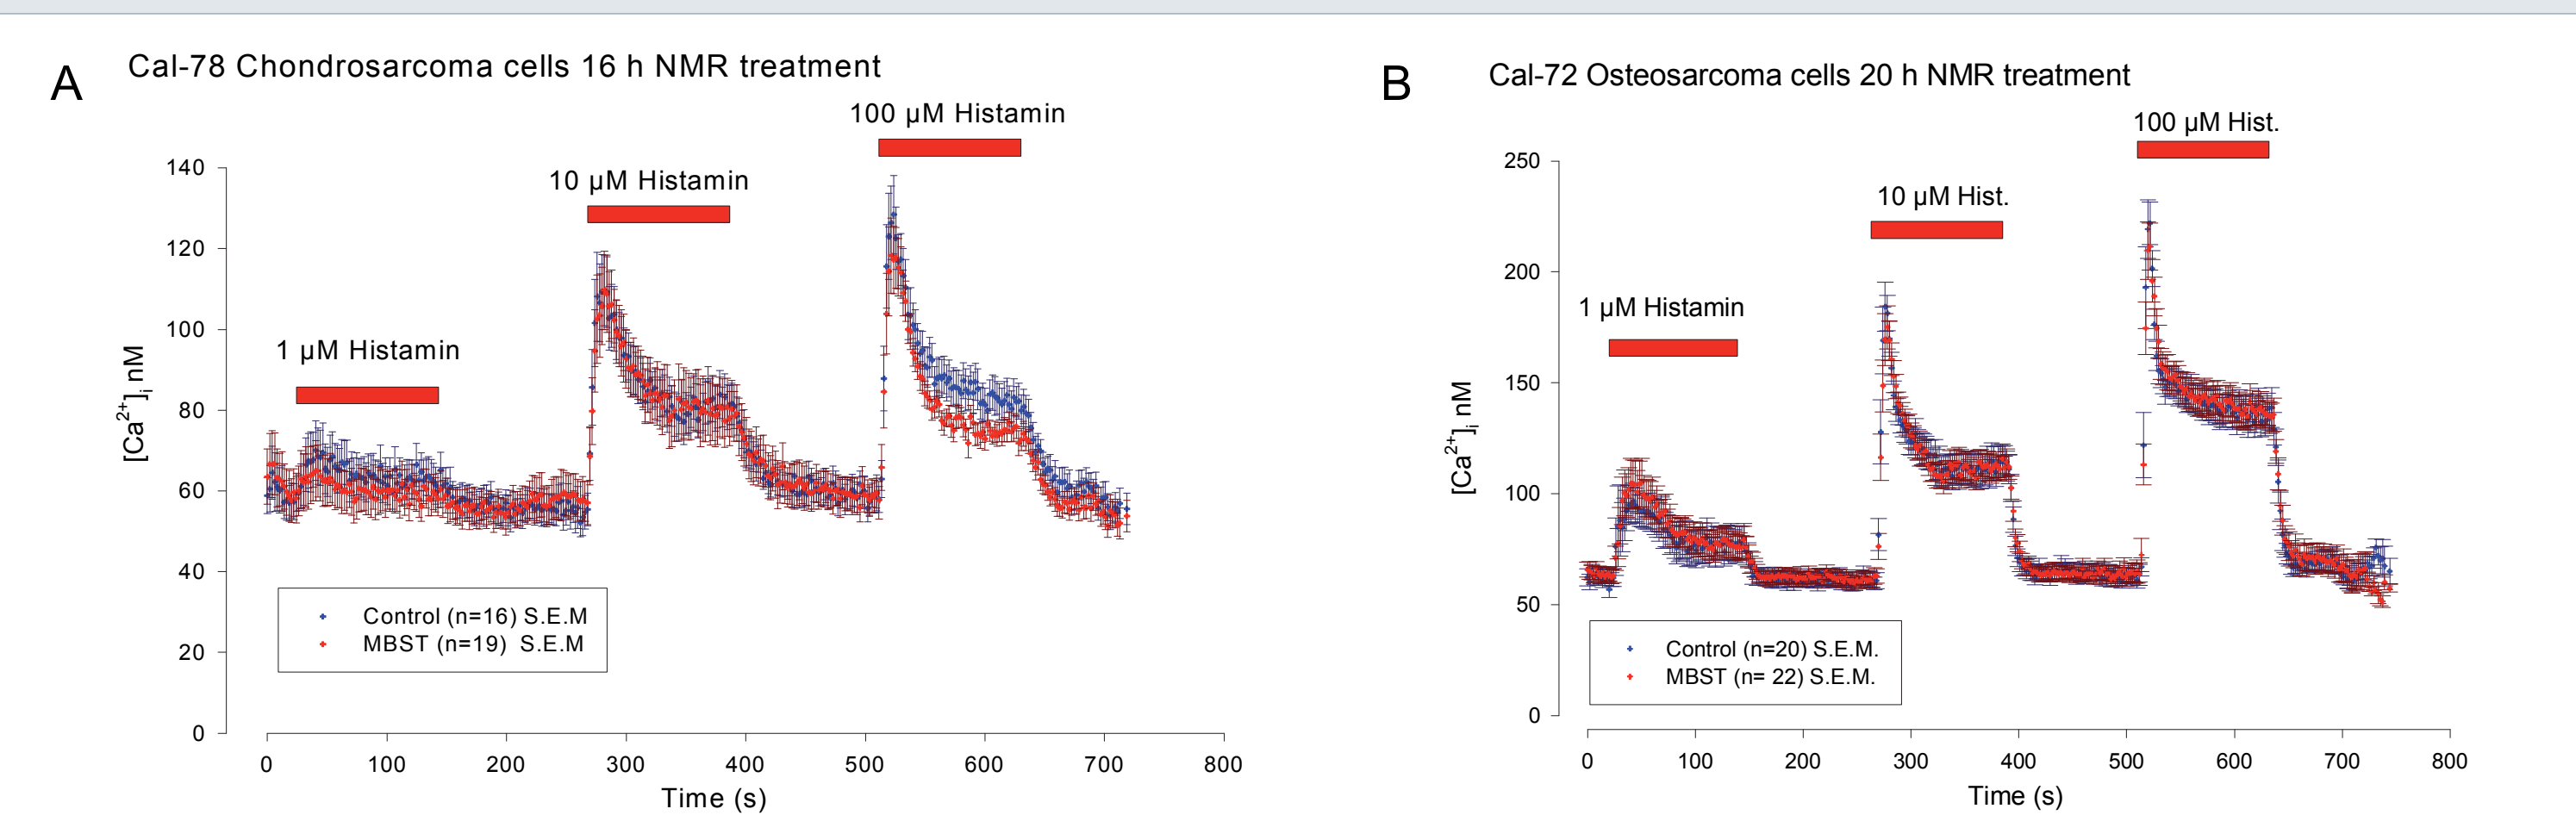 A
Cal-78 Chondrosarcoma cells 16 h NMR treatment
100 µM Histamin
10 µM Histamin
1 µM Histamin
140
120
100
80
60
40
20
0
[Ca2+]i nM
Control (n=16) S.E.M
MBST (n=19) S.E.M
0 100 200 300 400 500 600 700 800
Time (s)
B
Cal-72 Osteosarcoma cells 20 h NMR treatment
100 µM Hist.
10 µM Hist.
1 µM Histamin
250
200
150
100
50
0
[Ca2+]i nM
Control (n=20) S.E.M.
MBST (n= 22) S.E.M.
0 100 200 300 400 500 600 700 800
Time (s)